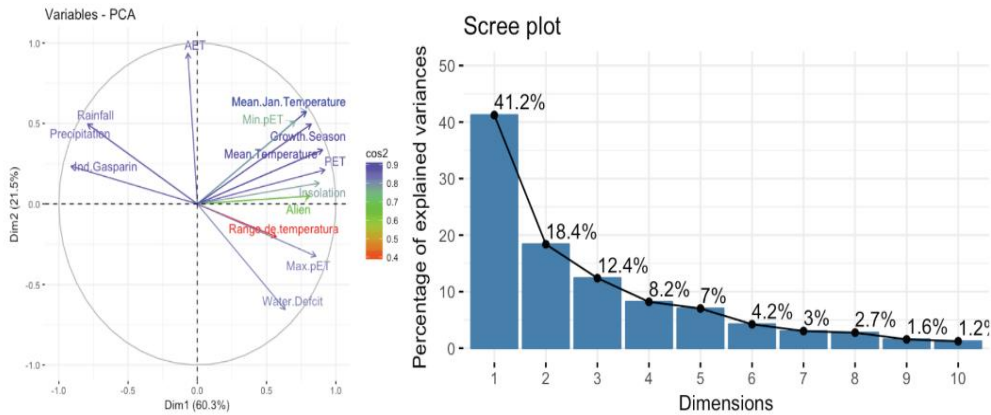 Variables - PCA
1.0
0.5
0.0
-0.5
-1.0
Dim2 (21.5%)
AET
Mean.Jan.Temperature
Rainfall
Min.pET
Precipitation
Growth.Season
Mean.Temperature
PET
Ind.Gasparin
Insolation
Alien
Range.de.temperatura
Max.pET
Water.Defcit
-1.0
-0.5
0.0
0.5
1.0
Dim1 (60.3%)
cos2
0.9
0.8
0.7
0.6
0.5
0.4
Scree plot
Percentage of explained variances
50
40
30
20
10
0
41.2%
18.4%
12.4%
8.2%
7%
4.2%
3%
2.7%
1.6%
1.2%
1
2
3
4
5
6
7
8
9
10
Dimensions